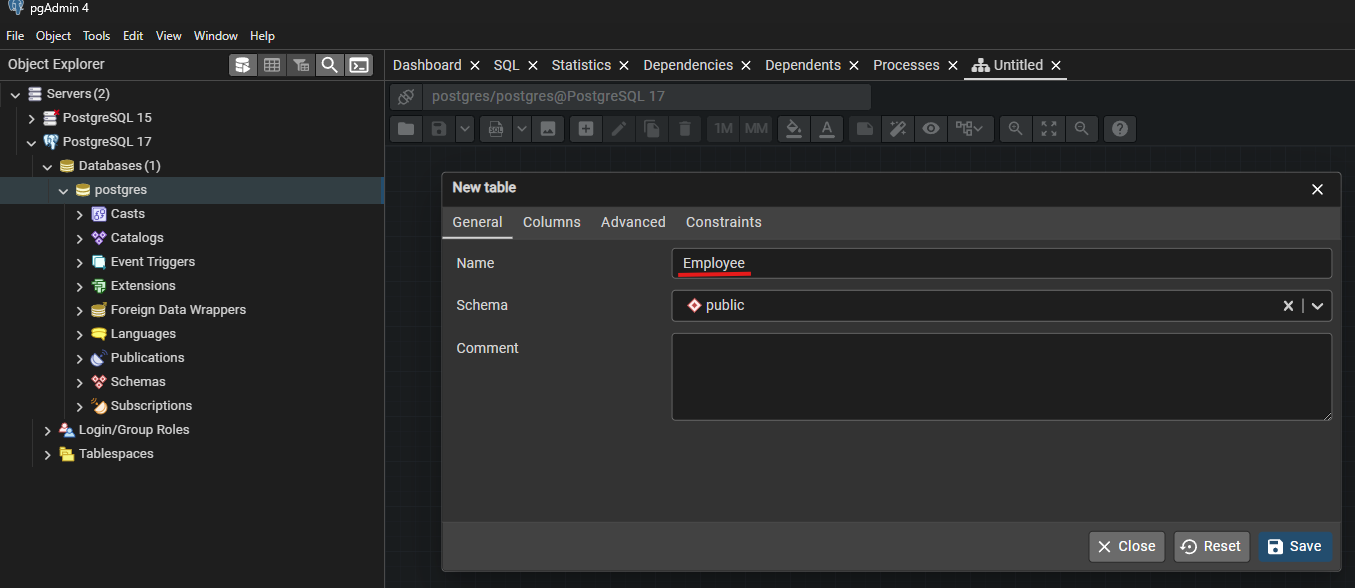 pgAdmin 4
File Object Tools Edit View Window Help
Object Explorer
Dashboard SQL Statistics Dependencies Dependents Processes Untitled
Servers (2)
PostgreSQL 15
PostgreSQL 17
Databases (1)
postgres
Casts
Catalogs
Event Triggers
Extensions
Foreign Data Wrappers
Languages
Publications
Schemas
Subscriptions
Login/Group Roles
Tablespaces
postgres/postgres@PostgreSQL 17
SQL 1M MM A
New table
General Columns Advanced Constraints
Name Employee
Schema public
Comment
Close Reset Save